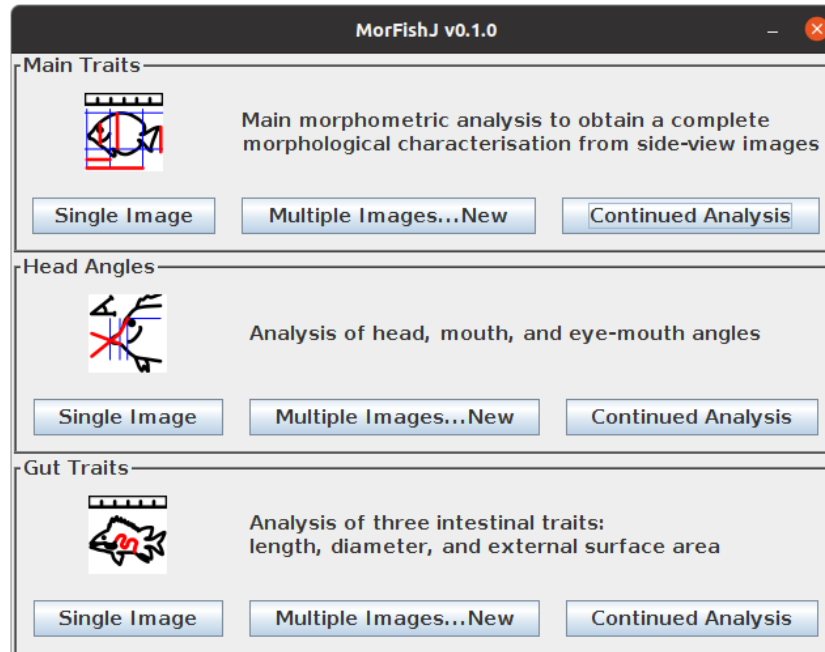 MorFishJ v0.1.0
Main Traits
Main morphometric analysis to obtain a complete
morphological characterisation from side-view images
Single Image
Multiple Images...New
Continued Analysis
Head Angles
Analysis of head, mouth, and eye-mouth angles
Single Image
Multiple Images...New
Continued Analysis
Gut Traits
Analysis of three intestinal traits:
length, diameter, and external surface area
Single Image
Multiple Images...New
Continued Analysis